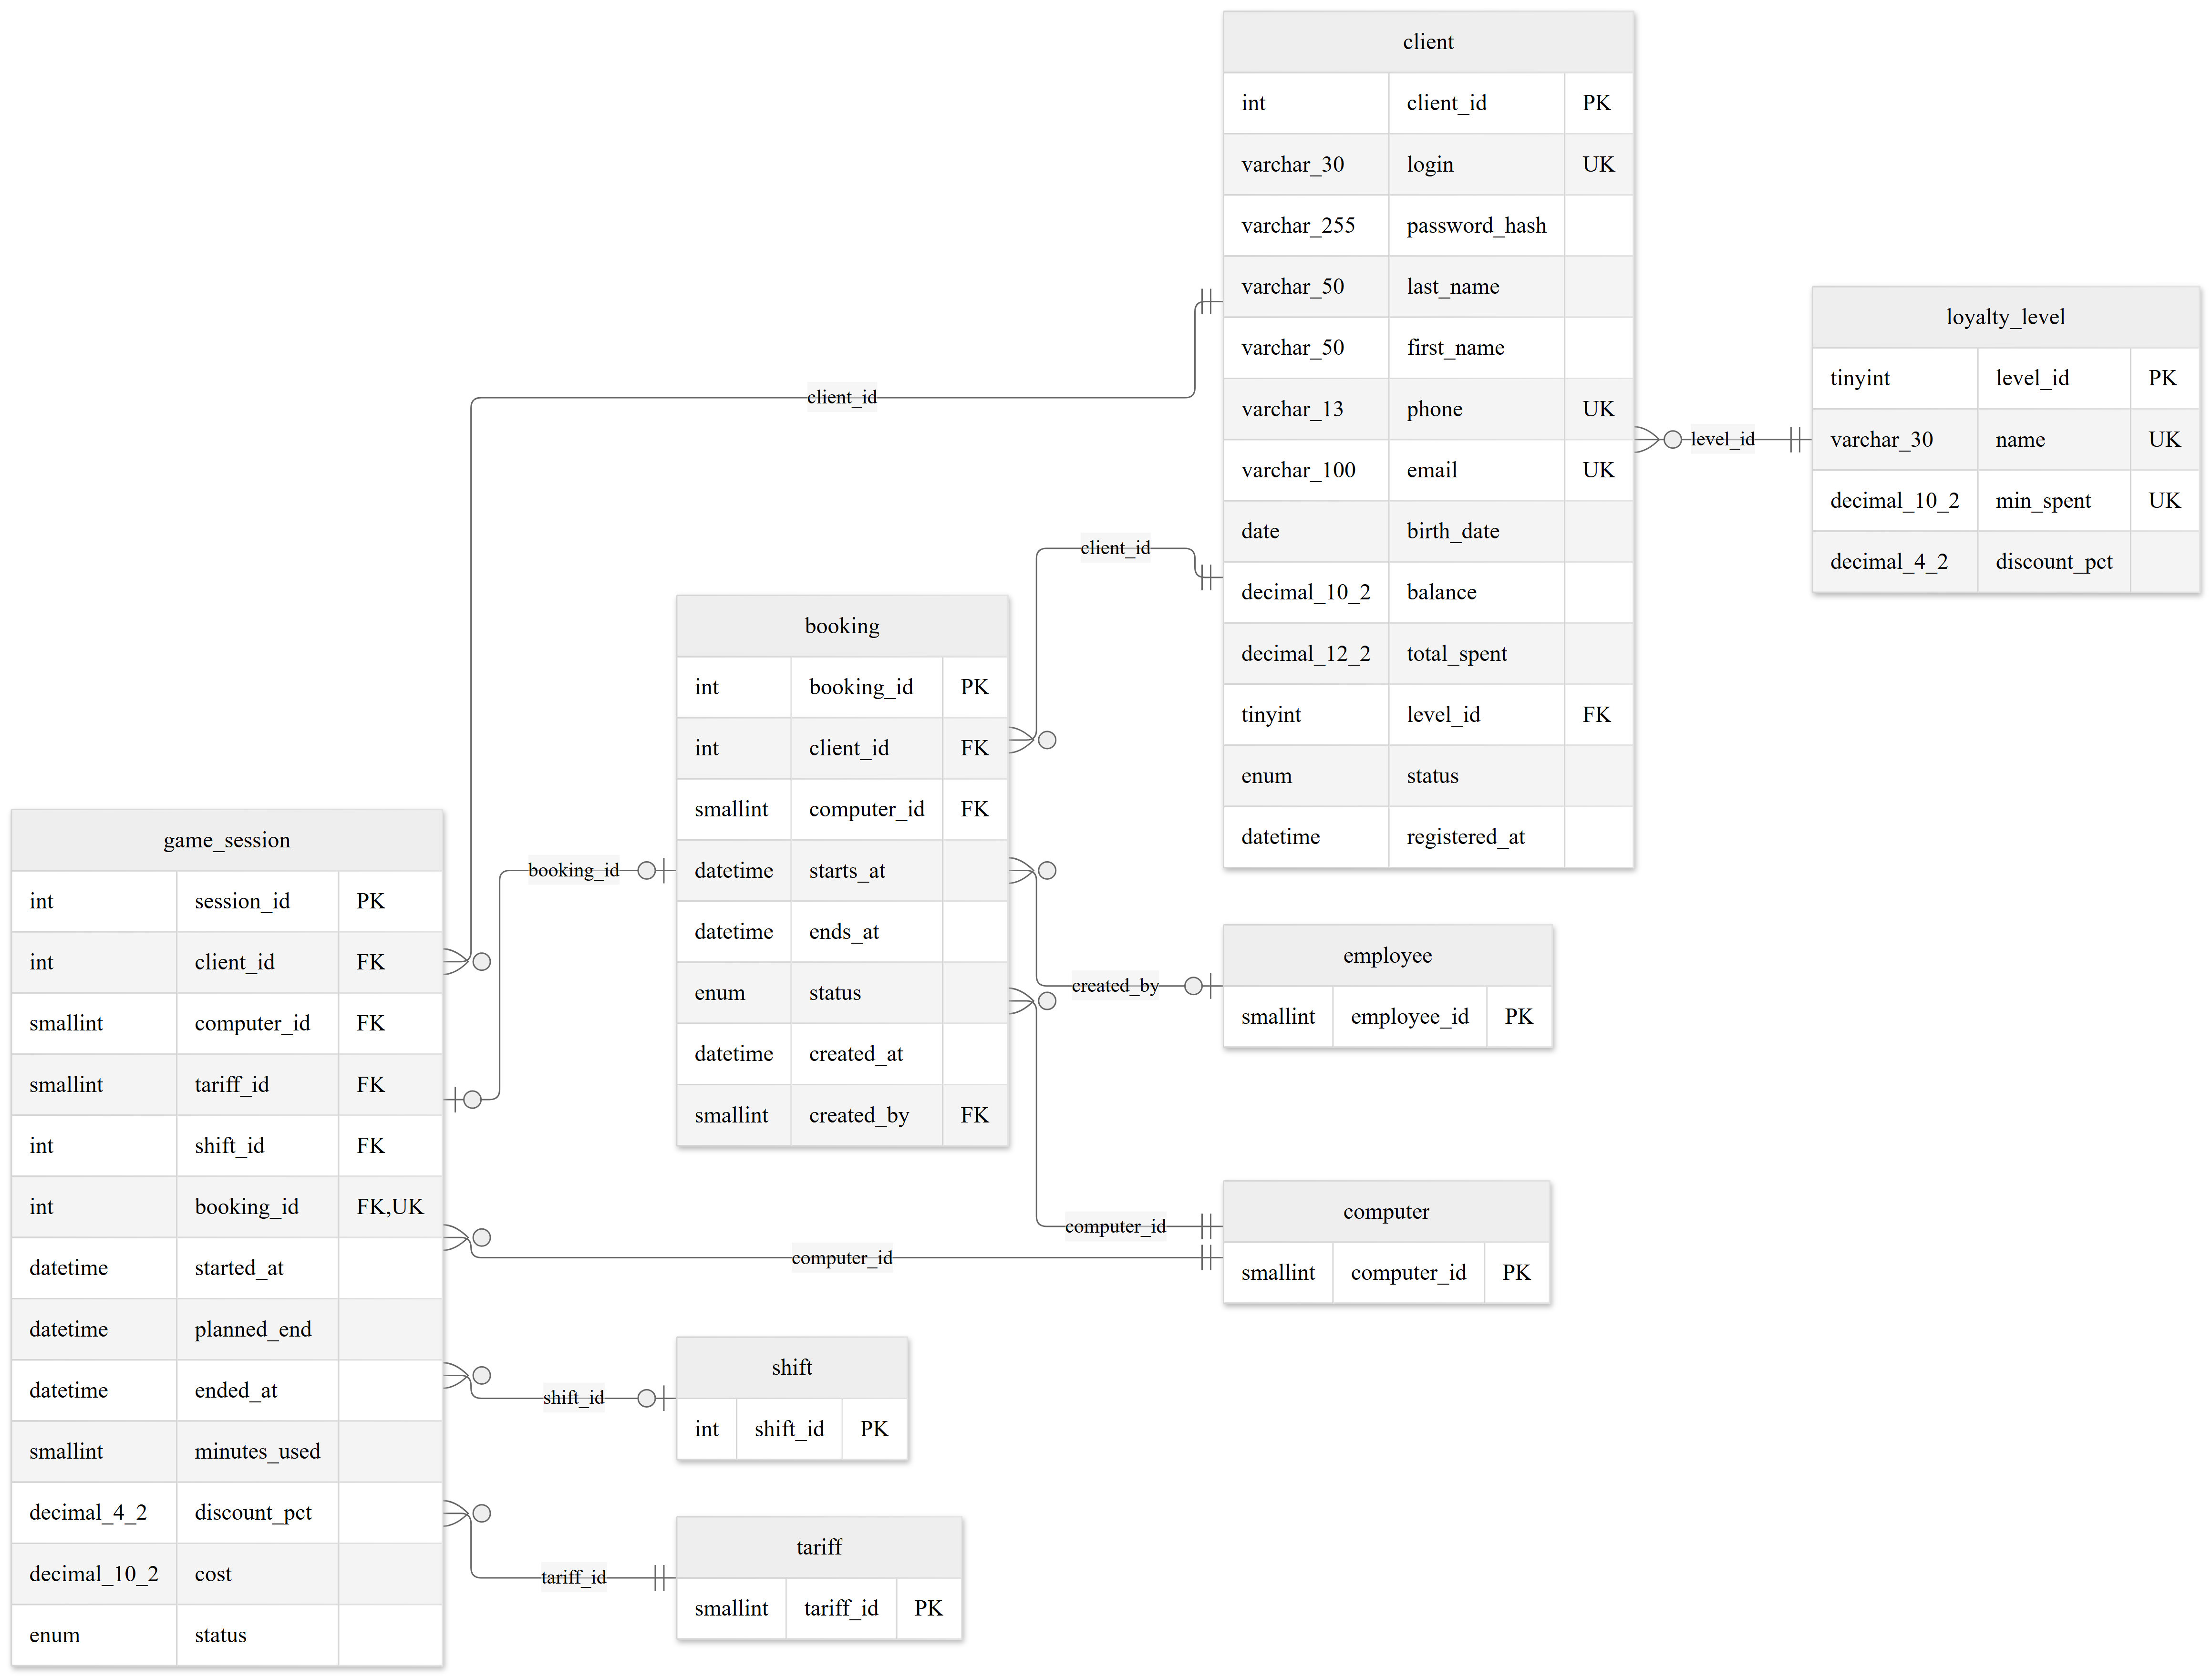 client
int client_id PK
varchar_30 login UK
varchar_255 password_hash
varchar_50 last_name
varchar_50 first_name
varchar_13 phone UK
varchar_100 email UK
date birth_date
decimal_10_2 balance
decimal_12_2 total_spent
tinyint level_id FK
enum status
datetime registered_at
loyalty_level
tinyint level_id PK
varchar_30 name UK
decimal_10_2 min_spent UK
decimal_4_2 discount_pct
level_id
client_id
client_id
booking
int booking_id PK
int client_id FK
smallint computer_id FK
datetime starts_at
datetime ends_at
enum status
datetime created_at
smallint created_by FK
booking_id
created_by
employee
smallint employee_id PK
computer_id
computer_id
computer
smallint computer_id PK
game_session
int session_id PK
int client_id FK
smallint computer_id FK
smallint tariff_id FK
int shift_id FK
int booking_id FK,UK
datetime started_at
datetime planned_end
datetime ended_at
smallint minutes_used
decimal_4_2 discount_pct
decimal_10_2 cost
enum status
shift_id
shift
int shift_id PK
tariff_id
tariff
smallint tariff_id PK